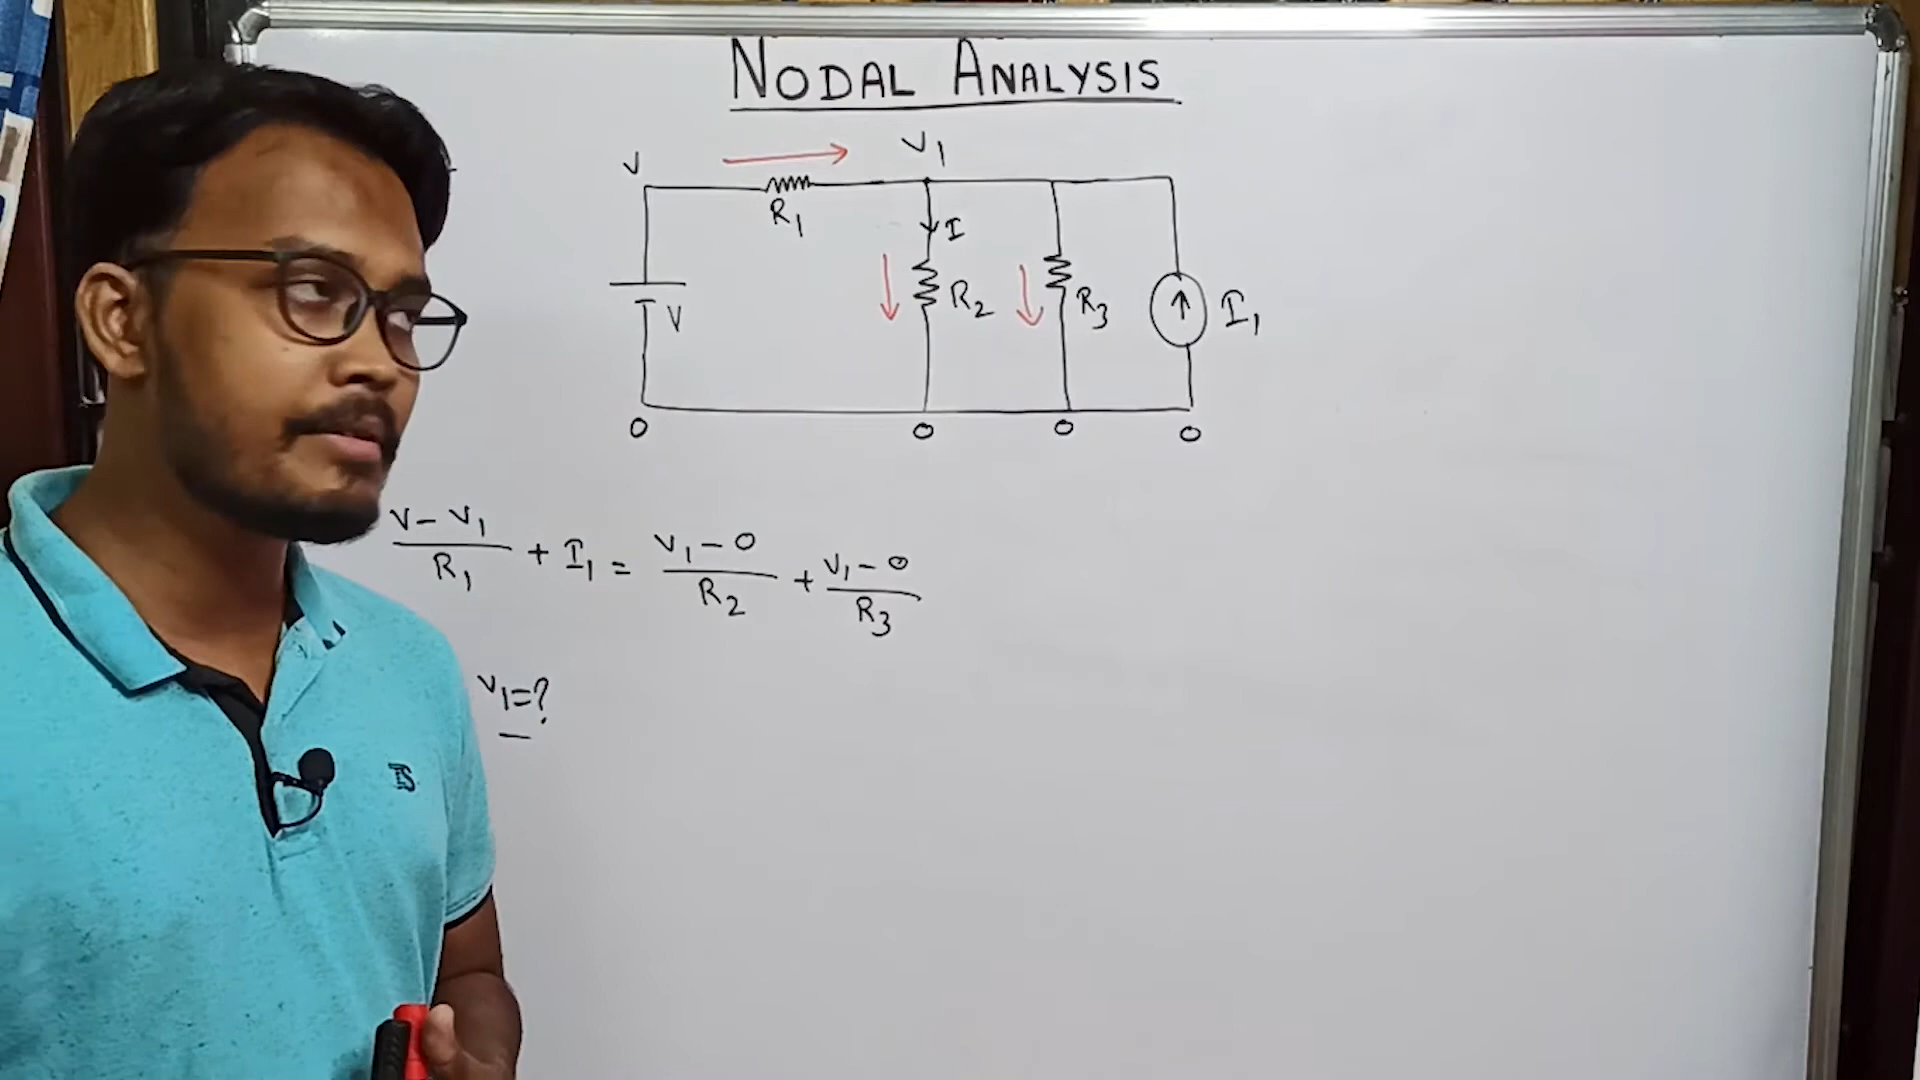 NODAL ANALYSIS
V
V₁
R₁
I
R₂
R₃
I₁
V
0 0 0 0
V - V₁ / R₁ + I₁ = V₁ - 0 / R₂ + V₁ - 0 / R₃
V₁ = ?
TS